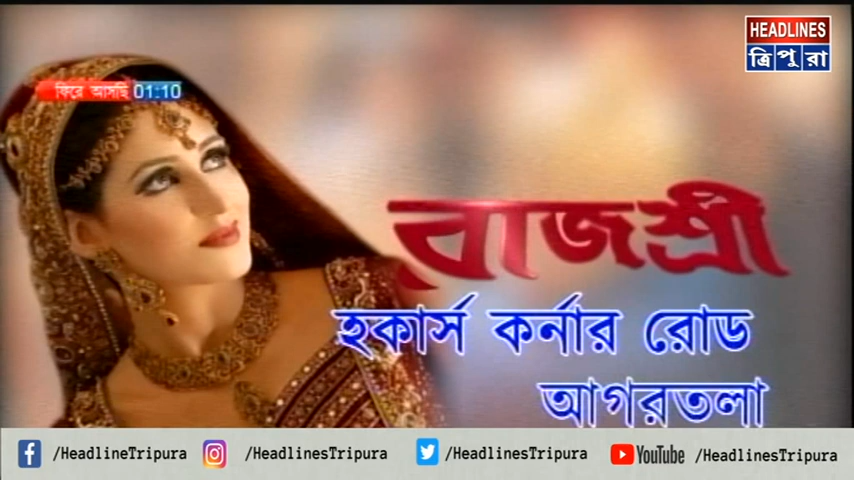 HEADLINES
ত্রিপুরা
ফিরে আসছি 01:10
রাজশ্রী
হকার্স কর্নার রোড
আগরতলা
/HeadlineTripura /HeadlinesTripura /HeadlinesTripura YouTube /HeadlinesTripura